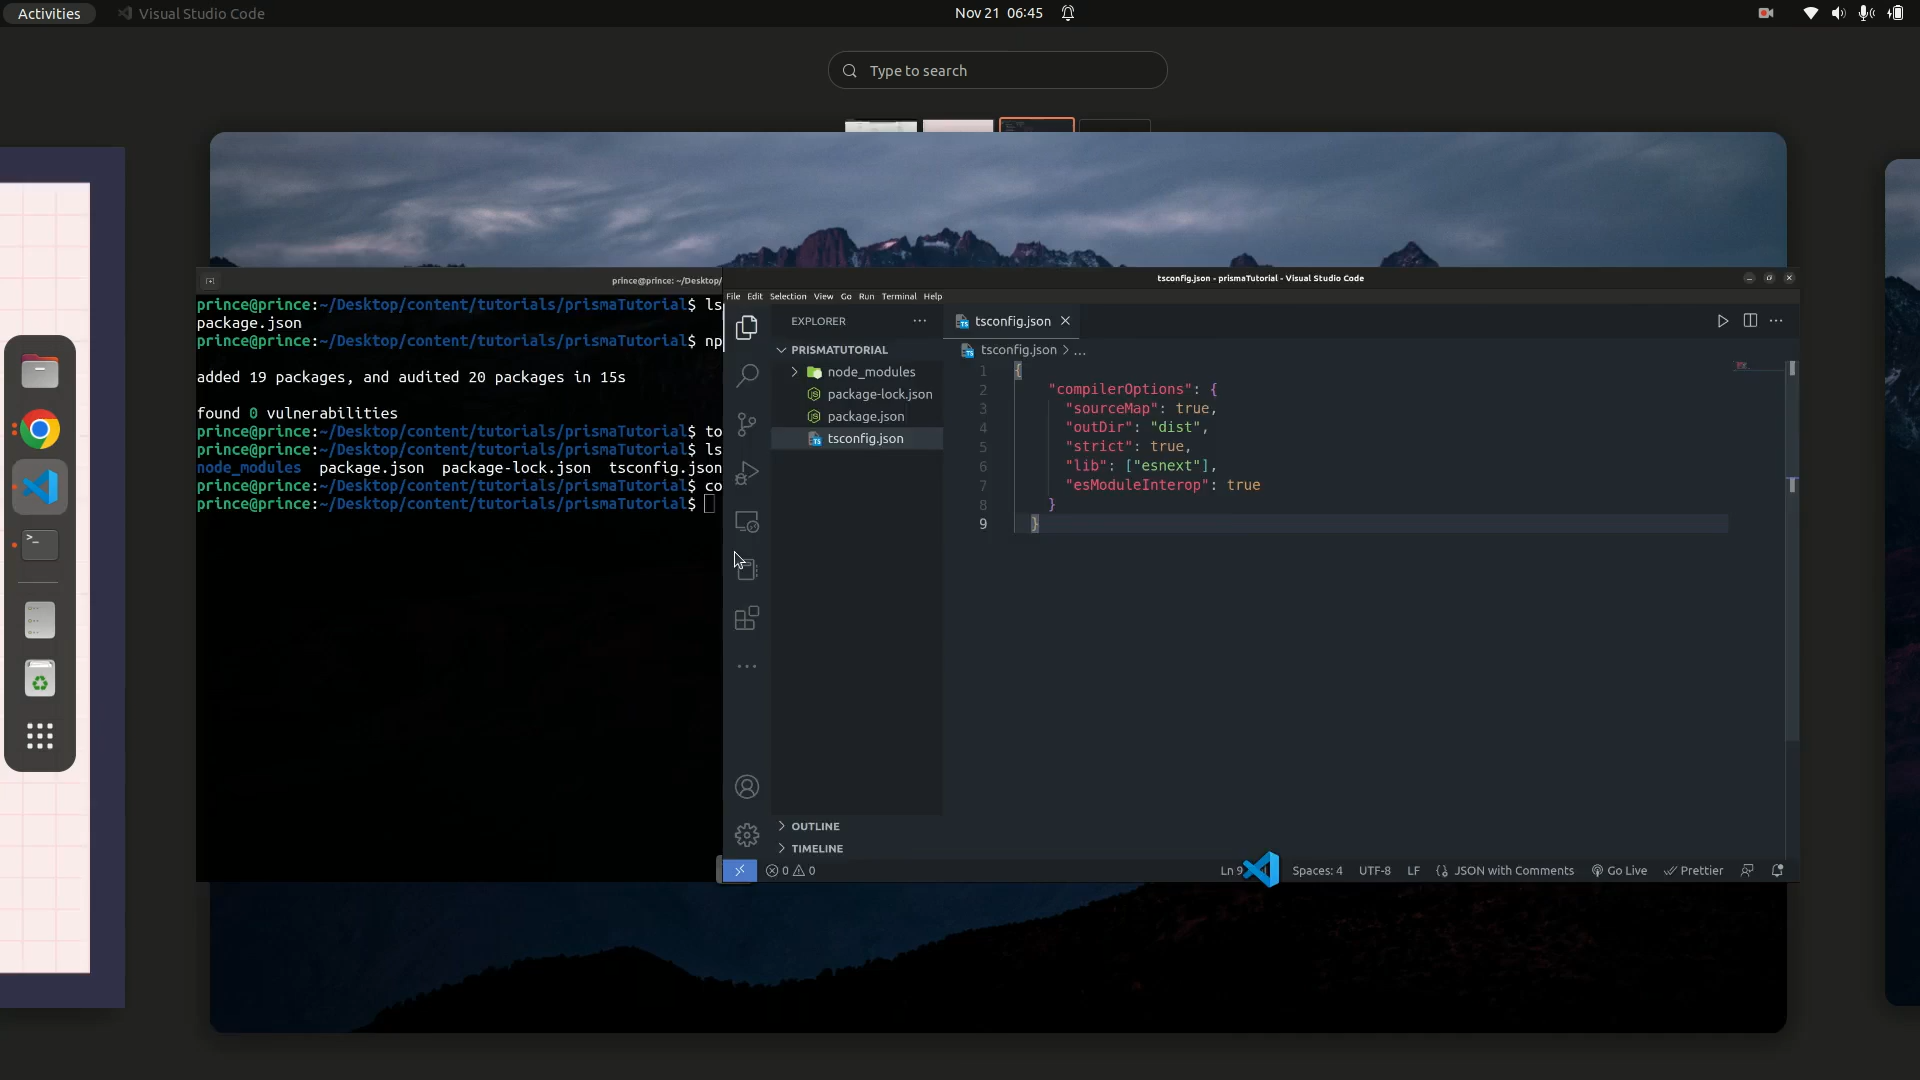 Activities
Visual Studio Code
Nov 21 06:45
Type to search
prince@prince: ~/Desktop/
prince@prince:~/Desktop/content/tutorials/prismaTutorial$ ls
package.json
prince@prince:~/Desktop/content/tutorials/prismaTutorial$ np
added 19 packages, and audited 20 packages in 15s
found 0 vulnerabilities
prince@prince:~/Desktop/content/tutorials/prismaTutorial$ to
prince@prince:~/Desktop/content/tutorials/prismaTutorial$ ls
node_modules package.json package-lock.json tsconfig.json
prince@prince:~/Desktop/content/tutorials/prismaTutorial$ co
prince@prince:~/Desktop/content/tutorials/prismaTutorial$
tsconfig.json - prismaTutorial - Visual Studio Code
File Edit Selection View Go Run Terminal Help
EXPLORER
PRISMATUTORIAL
node_modules
package-lock.json
package.json
tsconfig.json
OUTLINE
TIMELINE
tsconfig.json
tsconfig.json > ...
1 {
2 "compilerOptions": {
3 "sourceMap": true,
4 "outDir": "dist",
5 "strict": true,
6 "lib": ["esnext"],
7 "esModuleInterop": true
8 }
9 }
0 0
Ln 9
Spaces: 4
UTF-8
LF
{} JSON with Comments
Go Live
Prettier